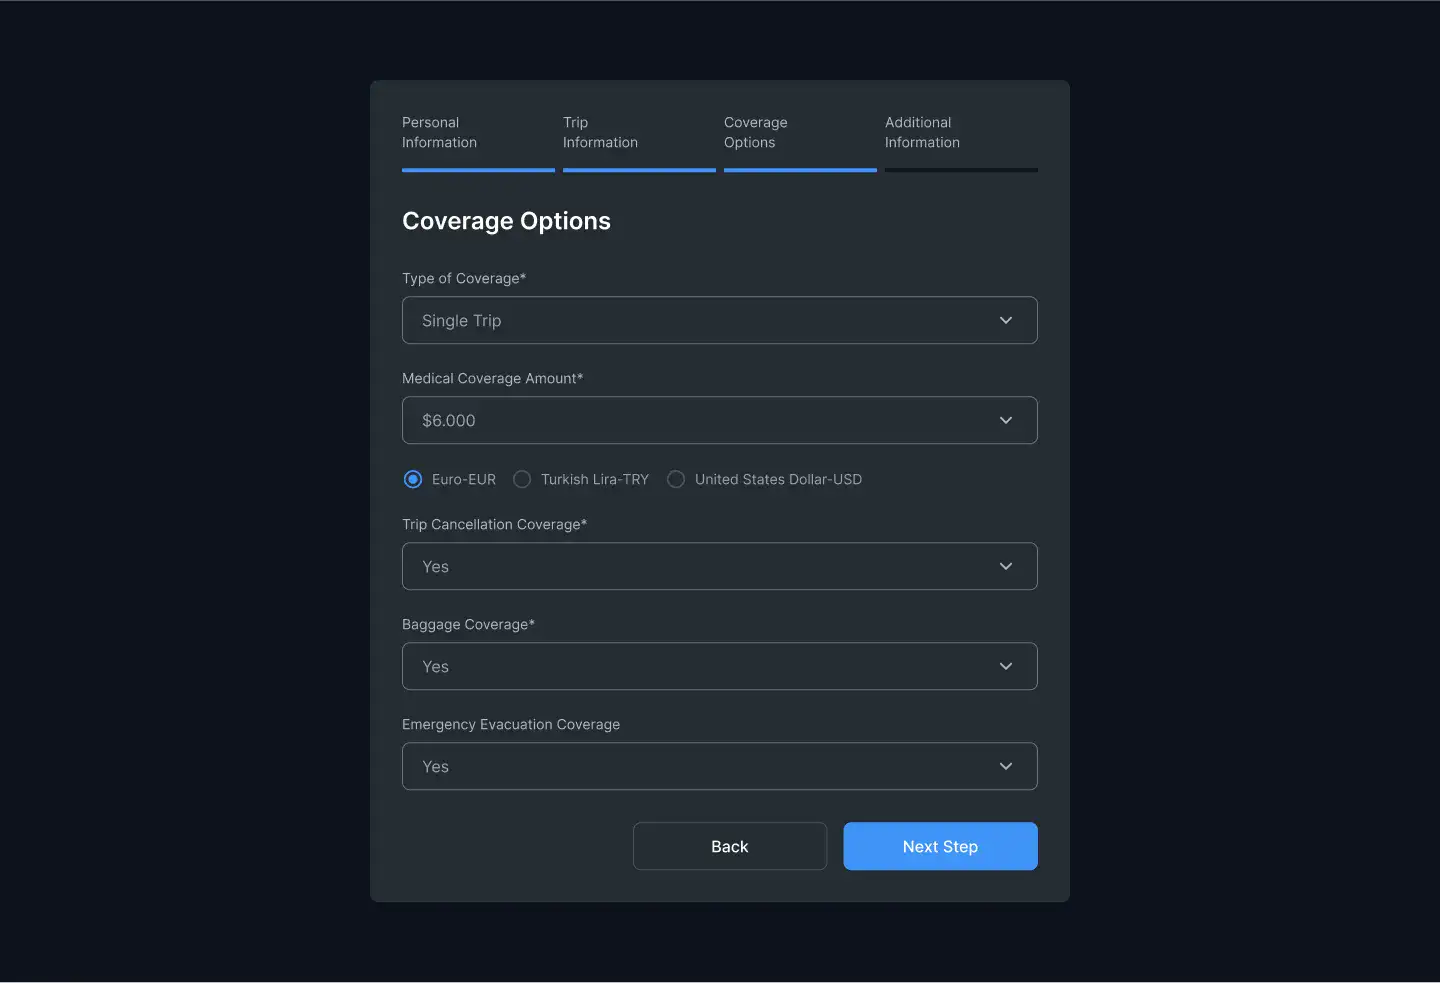 Personal
Information
Trip
Information
Coverage
Options
Additional
Information
Coverage Options
Type of Coverage*
Single Trip
Medical Coverage Amount*
$6.000
Euro-EUR Turkish Lira-TRY United States Dollar-USD
Trip Cancellation Coverage*
Yes
Baggage Coverage*
Yes
Emergency Evacuation Coverage
Yes
Back Next Step